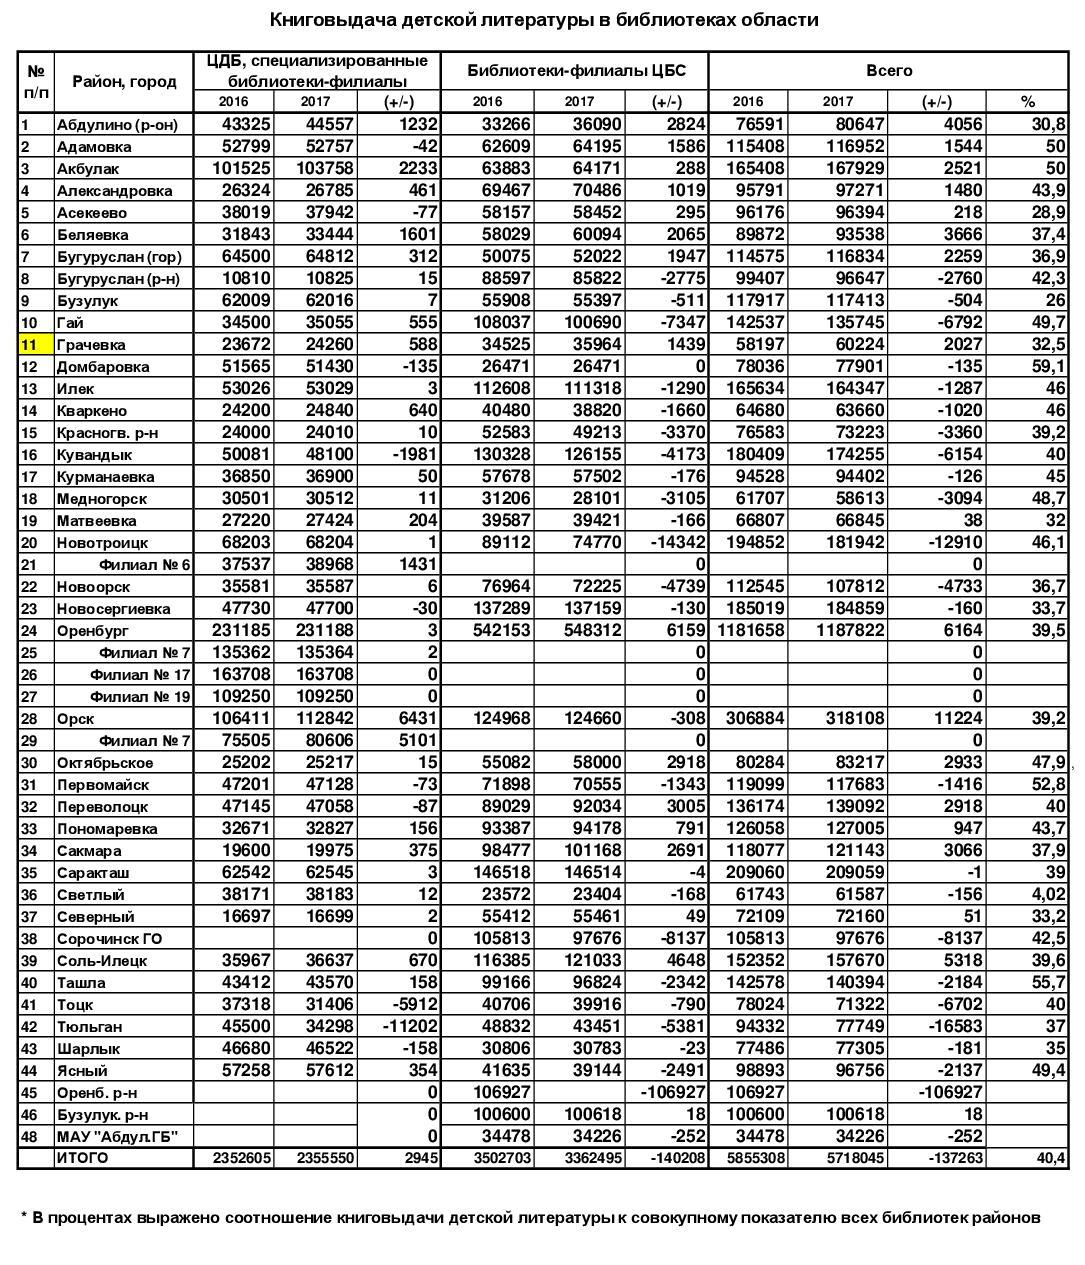 Книговыдача детской литературы в библиотеках области
№ п/п Район, город ЦДБ, специализированные библиотеки-филиалы Библиотеки-филиалы ЦБС Всего
2016 2017 (+/-) 2016 2017 (+/-) 2016 2017 (+/-) %
1 Абдулино (р-он) 43325 44557 1232 33266 36090 2824 76591 80647 4056 30,8
2 Адамовка 52799 52757 -42 62609 64195 1586 115408 116952 1544 50
3 Акбулак 101525 103758 2233 63883 64171 288 165408 167929 2521 50
4 Александровка 26324 26785 461 69467 70486 1019 95791 97271 1480 43,9
5 Асекеево 38019 37942 -77 58157 58452 295 96176 96394 218 28,9
6 Беляевка 31843 33444 1601 58029 60094 2065 89872 93538 3666 37,4
7 Бугуруслан (гор) 64500 64812 312 50075 52022 1947 114575 116834 2259 36,9
8 Бугуруслан (р-н) 10810 10825 15 88597 85822 -2775 99407 96647 -2760 42,3
9 Бузулук 62009 62016 7 55908 55397 -511 117917 117413 -504 26
10 Гай 34500 35055 555 108037 100690 -7347 142537 135745 -6792 49,7
11 Грачевка 23672 24260 588 34525 35964 1439 58197 60224 2027 32,5
12 Домбаровка 51565 51430 -135 26471 26471 0 78036 77901 -135 59,1
13 Илек 53026 53029 3 112608 111318 -1290 165634 164347 -1287 46
14 Кваркено 24200 24840 640 40480 38820 -1660 64680 63660 -1020 46
15 Красногв. р-н 24000 24010 10 52583 49213 -3370 76583 73223 -3360 39,2
16 Кувандык 50081 48100 -1981 130328 126155 -4173 180409 174255 -6154 40
17 Курманаевка 36850 36900 50 57678 57502 -176 94528 94402 -126 45
18 Медногорск 30501 30512 11 31206 28101 -3105 61707 58613 -3094 48,7
19 Матвеевка 27220 27424 204 39587 39421 -166 66807 66845 38 32
20 Новотроицк 68203 68204 1 89112 74770 -14342 194852 181942 -12910 46,1
21 Филиал № 6 37537 38968 1431 0 0
22 Новоорск 35581 35587 6 76964 72225 -4739 112545 107812 -4733 36,7
23 Новосергиевка 47730 47700 -30 137289 137159 -130 185019 184859 -160 33,7
24 Оренбург 231185 231188 3 542153 548312 6159 1181658 1187822 6164 39,5
25 Филиал № 7 135362 135364 2 0 0
26 Филиал № 17 163708 163708 0 0 0
27 Филиал № 19 109250 109250 0 0 0
28 Орск 106411 112842 6431 124968 124660 -308 306884 318108 11224 39,2
29 Филиал № 7 75505 80606 5101 0 0
30 Октябрьское 25202 25217 15 55082 58000 2918 80284 83217 2933 47,9 ,
31 Первомайск 47201 47128 -73 71898 70555 -1343 119099 117683 -1416 52,8
32 Переволоцк 47145 47058 -87 89029 92034 3005 136174 139092 2918 40
33 Пономаревка 32671 32827 156 93387 94178 791 126058 127005 947 43,7
34 Сакмара 19600 19975 375 98477 101168 2691 118077 121143 3066 37,9
35 Саракташ 62542 62545 3 146518 146514 -4 209060 209059 -1 39
36 Светлый 38171 38183 12 23572 23404 -168 61743 61587 -156 4,02
37 Северный 16697 16699 2 55412 55461 49 72109 72160 51 33,2
38 Сорочинск ГО 0 105813 97676 -8137 105813 97676 -8137 42,5
39 Соль-Илецк 35967 36637 670 116385 121033 4648 152352 157670 5318 39,6
40 Ташла 43412 43570 158 99166 96824 -2342 142578 140394 -2184 55,7
41 Тоцк 37318 31406 -5912 40706 39916 -790 78024 71322 -6702 40
42 Тюльган 45500 34298 -11202 48832 43451 -5381 94332 77749 -16583 37
43 Шарлык 46680 46522 -158 30806 30783 -23 77486 77305 -181 35
44 Ясный 57258 57612 354 41635 39144 -2491 98893 96756 -2137 49,4
45 Оренб. р-н 0 106927 -106927 106927 -106927
46 Бузулук. р-н 0 100600 100618 18 100600 100618 18
48 МАУ "Абдул.ГБ" 0 34478 34226 -252 34478 34226 -252
ИТОГО 2352605 2355550 2945 3502703 3362495 -140208 5855308 5718045 -137263 40,4
* В процентах выражено соотношение книговыдачи детской литературы к совокупному показателю всех библиотек районов